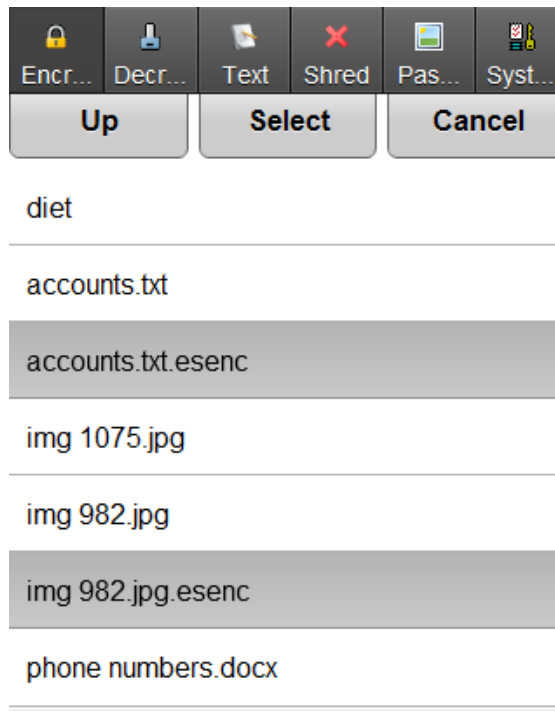 Encr... Decr... Text Shred Pas... Syst...
Up Select Cancel
diet
accounts.txt
accounts.txt.esenc
img 1075.jpg
img 982.jpg
img 982.jpg.esenc
phone numbers.docx